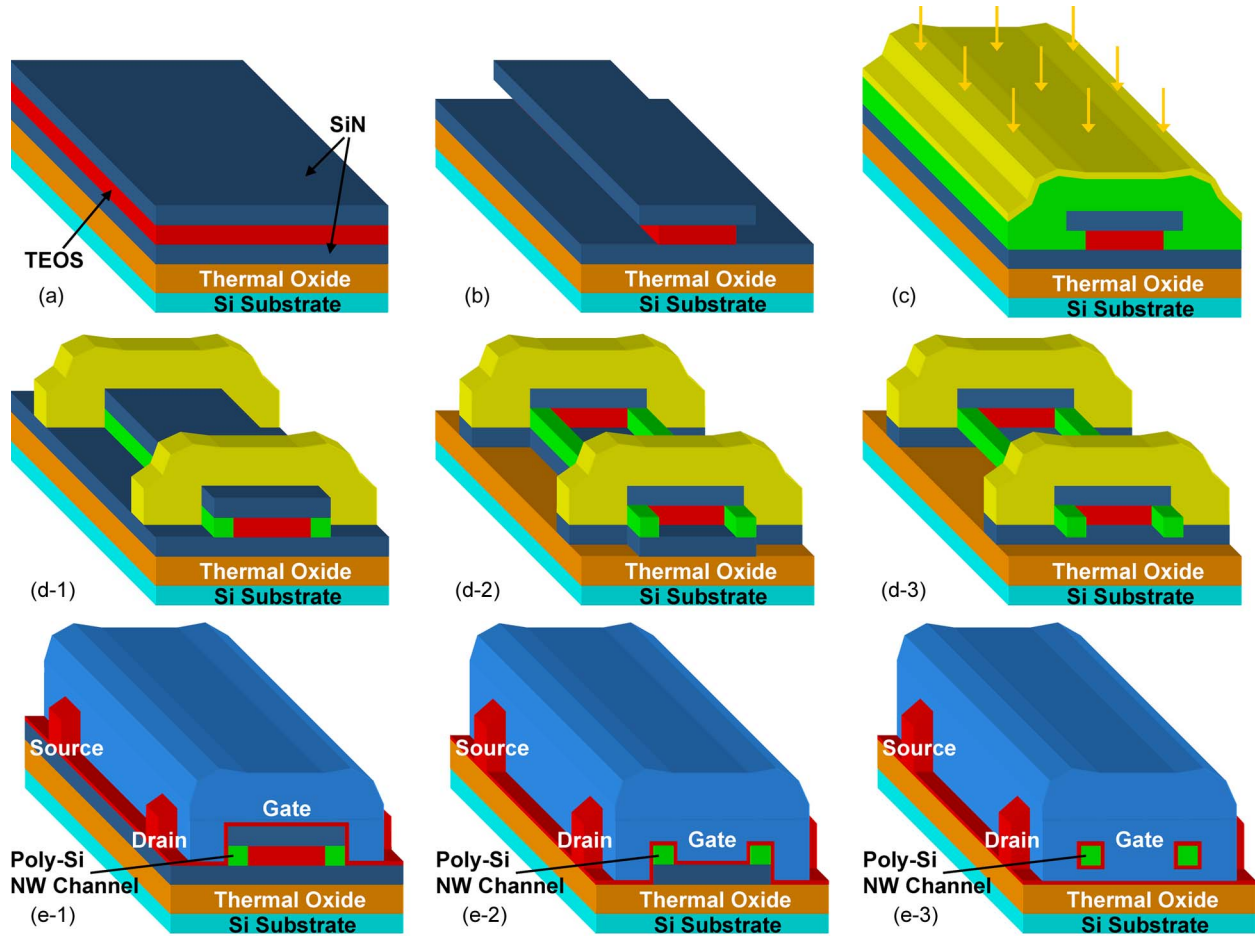 SiN
TEOS
Thermal Oxide
Si Substrate
(a)
(b)
Thermal Oxide
Si Substrate
(c)
Thermal Oxide
Si Substrate
(d-1)
Thermal Oxide
Si Substrate
(d-2)
Thermal Oxide
Si Substrate
(d-3)
Thermal Oxide
Si Substrate
Source
Drain
Gate
Poly-Si
NW Channel
Thermal Oxide
Si Substrate
(e-1)
Source
Drain
Gate
Poly-Si
NW Channel
Thermal Oxide
Si Substrate
(e-2)
Source
Drain
Gate
Poly-Si
NW Channel
Thermal Oxide
Si Substrate
(e-3)